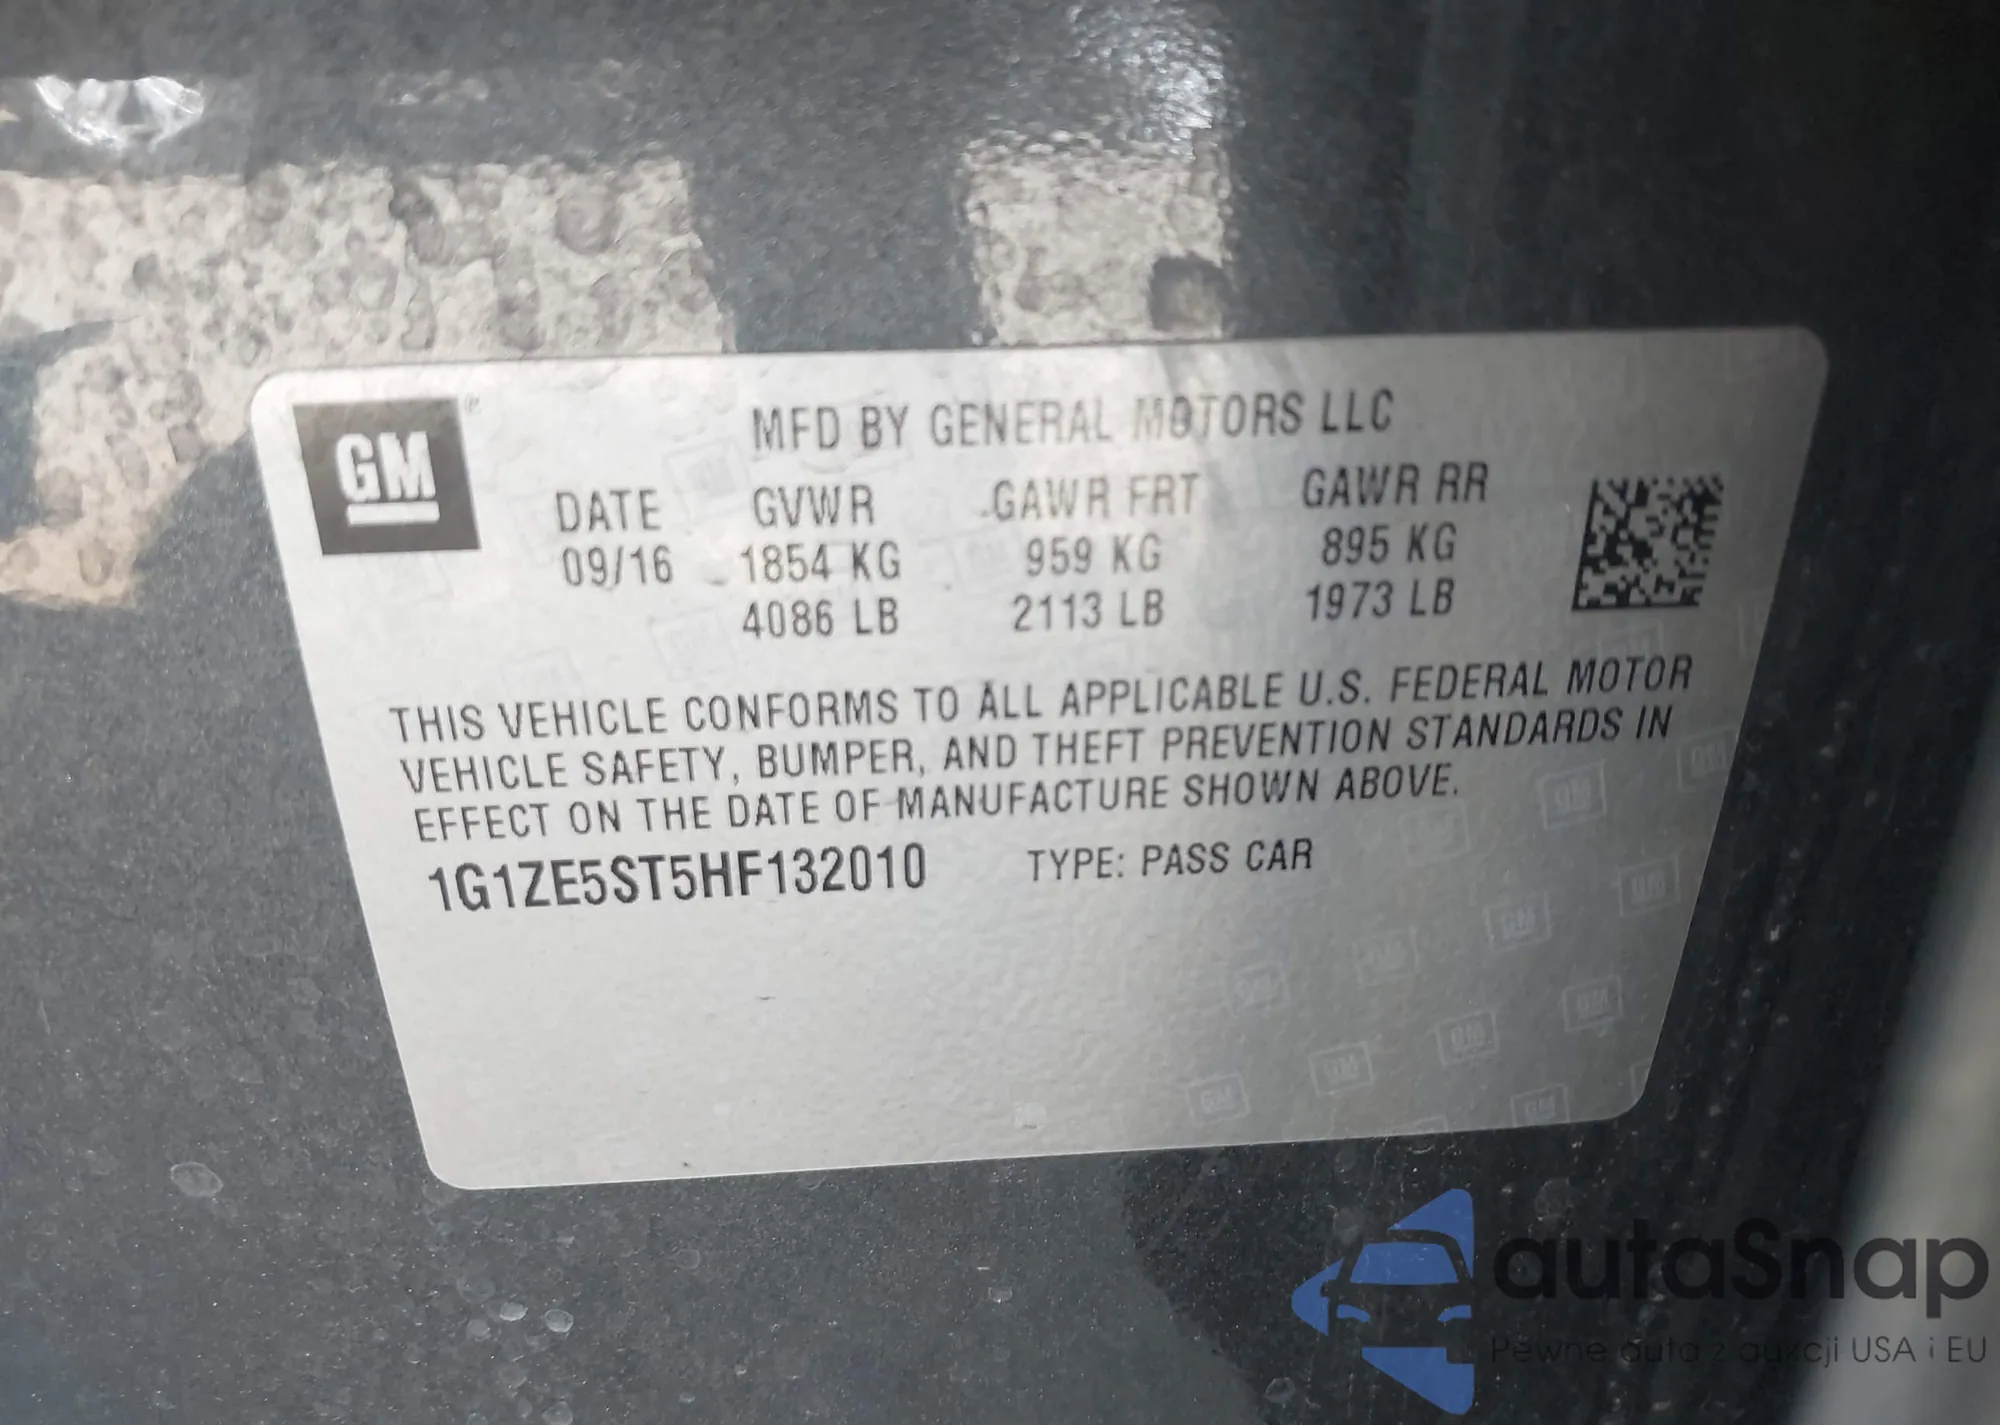 GM
MFD BY GENERAL MOTORS LLC
DATE GVWR GAWR FRT GAWR RR
09/16 1854 KG 959 KG 895 KG
4086 LB 2113 LB 1973 LB
THIS VEHICLE CONFORMS TO ALL APPLICABLE U.S. FEDERAL MOTOR
VEHICLE SAFETY, BUMPER, AND THEFT PREVENTION STANDARDS IN
EFFECT ON THE DATE OF MANUFACTURE SHOWN ABOVE.
1G1ZE5ST5HF132010 TYPE: PASS CAR
autaSnap
Pewne auta z aukcji USA i EU